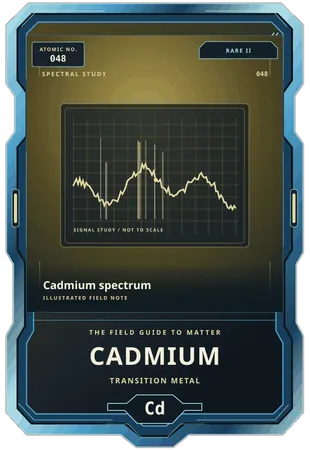 ATOMIC NO.
048
RARE II
SPECTRAL STUDY
048
SIGNAL STUDY / NOT TO SCALE
Cadmium spectrum
ILLUSTRATED FIELD NOTE
THE FIELD GUIDE TO MATTER
CADMIUM
TRANSITION METAL
Cd